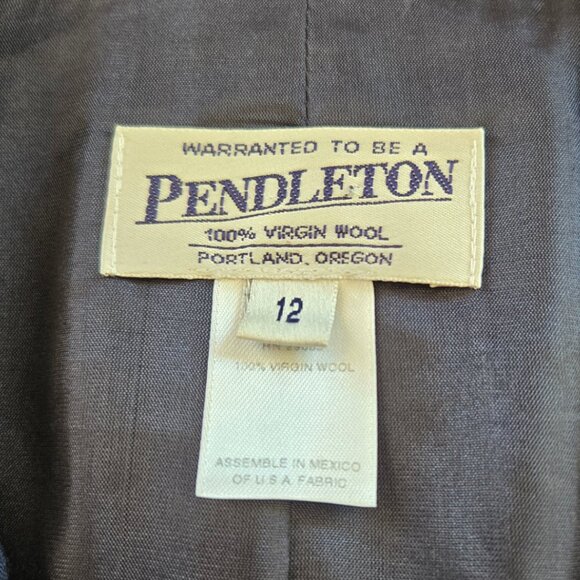 WARRANTED TO BE A
PENDLETON
100% VIRGIN WOOL
PORTLAND, OREGON
12
100% VIRGIN WOOL
ASSEMBLE IN MEXICO
OF U S A FABRIC